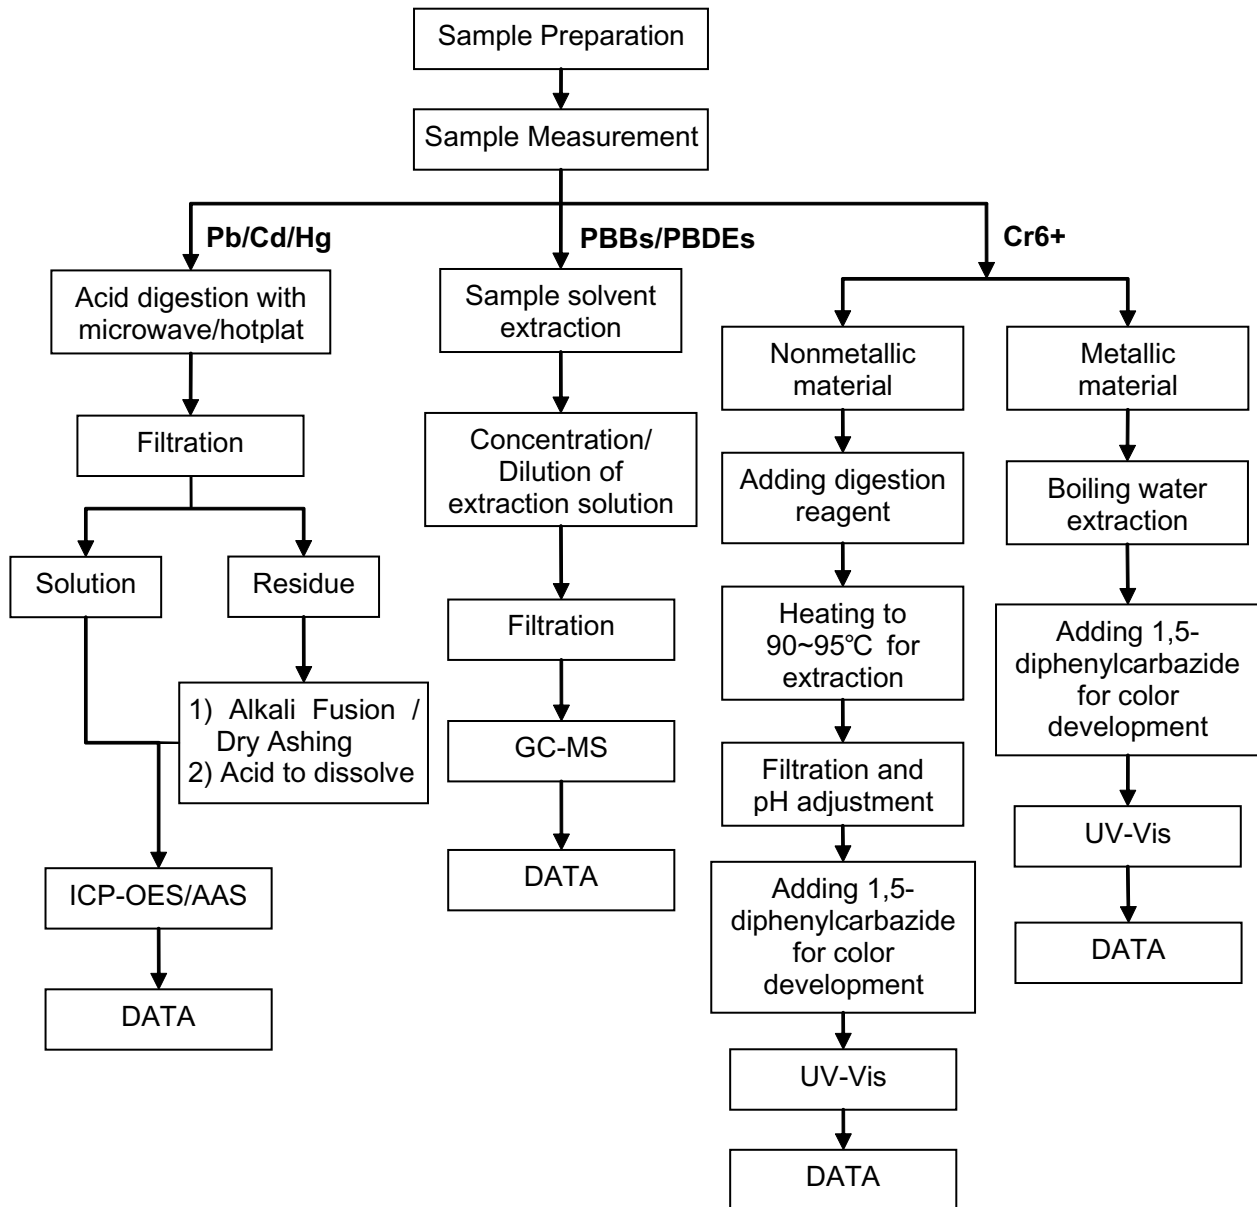 Sample Preparation
Sample Measurement
Pb/Cd/Hg
PBBs/PBDEs
Cr6+
Acid digestion with
microwave/hotplat
Filtration
Solution
Residue
1) Alkali Fusion /
Dry Ashing
2) Acid to dissolve
ICP-OES/AAS
DATA
Sample solvent
extraction
Concentration/
Dilution of
extraction solution
Filtration
GC-MS
DATA
Nonmetallic
material
Adding digestion
reagent
Heating to
90~95℃ for
extraction
Filtration and
pH adjustment
Adding 1,5-
diphenylcarbazide
for color
development
UV-Vis
DATA
Metallic
material
Boiling water
extraction
Adding 1,5-
diphenylcarbazide
for color
development
UV-Vis
DATA